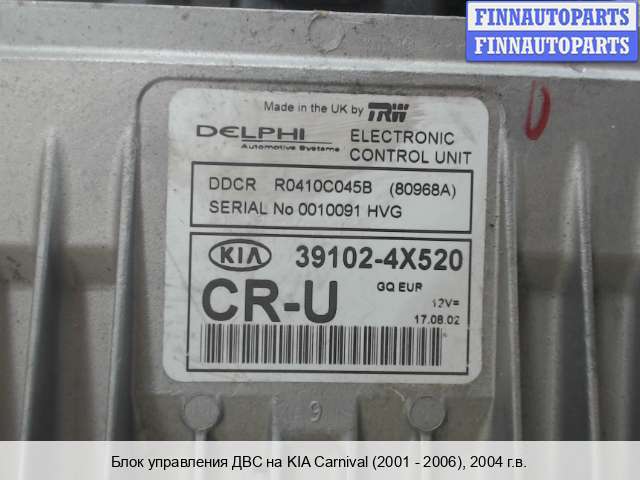 FINNAUTOPARTS
FINNAUTOPARTS
Made in the UK by TRW
DELPHI
Automotive Systems
ELECTRONIC
CONTROL UNIT
DDCR R0410C045B (80968A)
SERIAL No 0010091 HVG
KIA 39102-4X520
CR-U
GQ EUR
12V=
17.08.02
9
Блок управления ДВС на KIA Carnival (2001 - 2006), 2004 г.в.